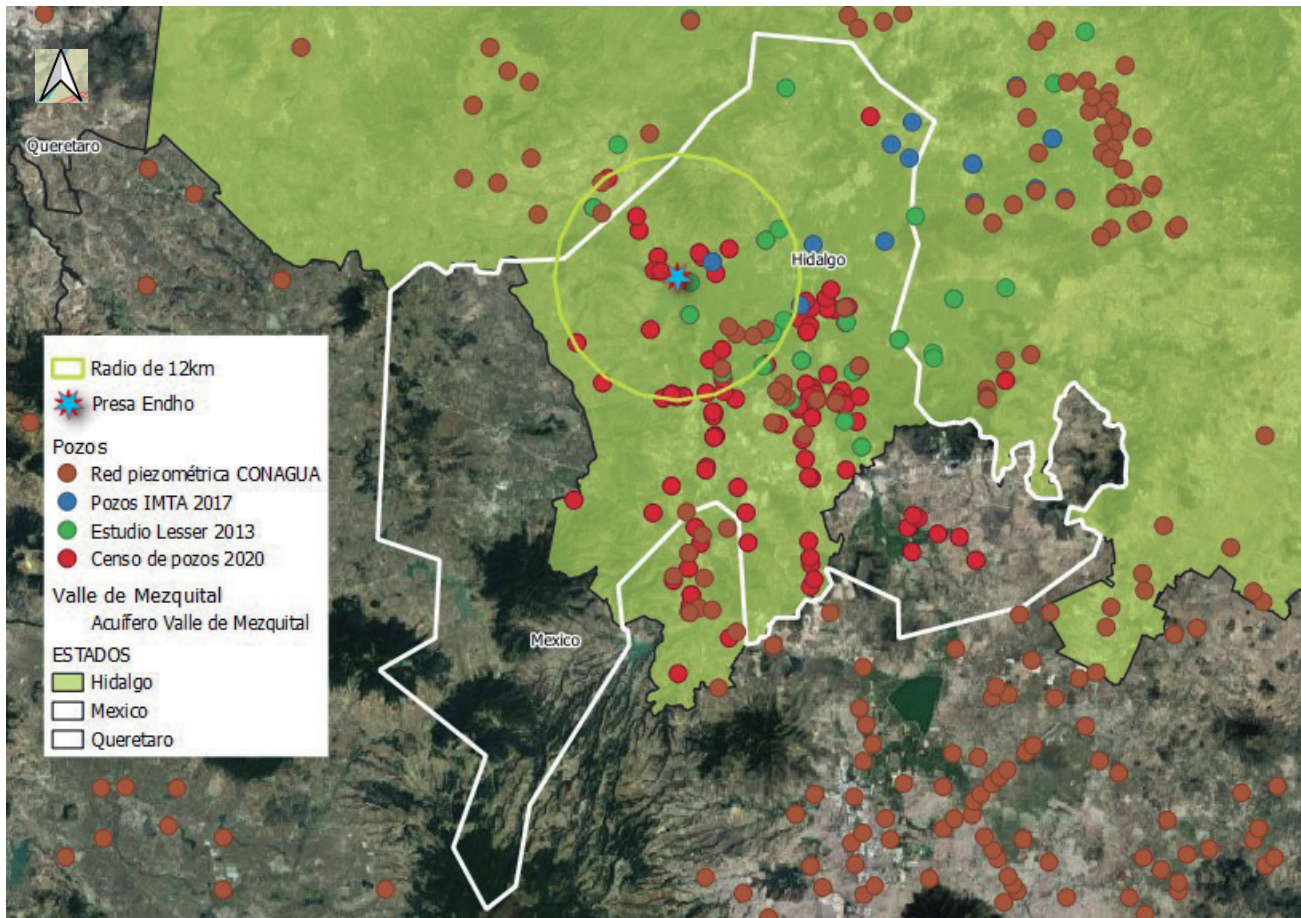 Queretaro
Hidalgo
Radio de 12km
Presa Endho
Pozos
Red piezométrica CONAGUA
Pozos IMTA 2017
Estudio Lesser 2013
Censo de pozos 2020
Valle de Mezquital
Acuífero Valle de Mezquital
Mexico
ESTADOS
Hidalgo
Mexico
Queretaro